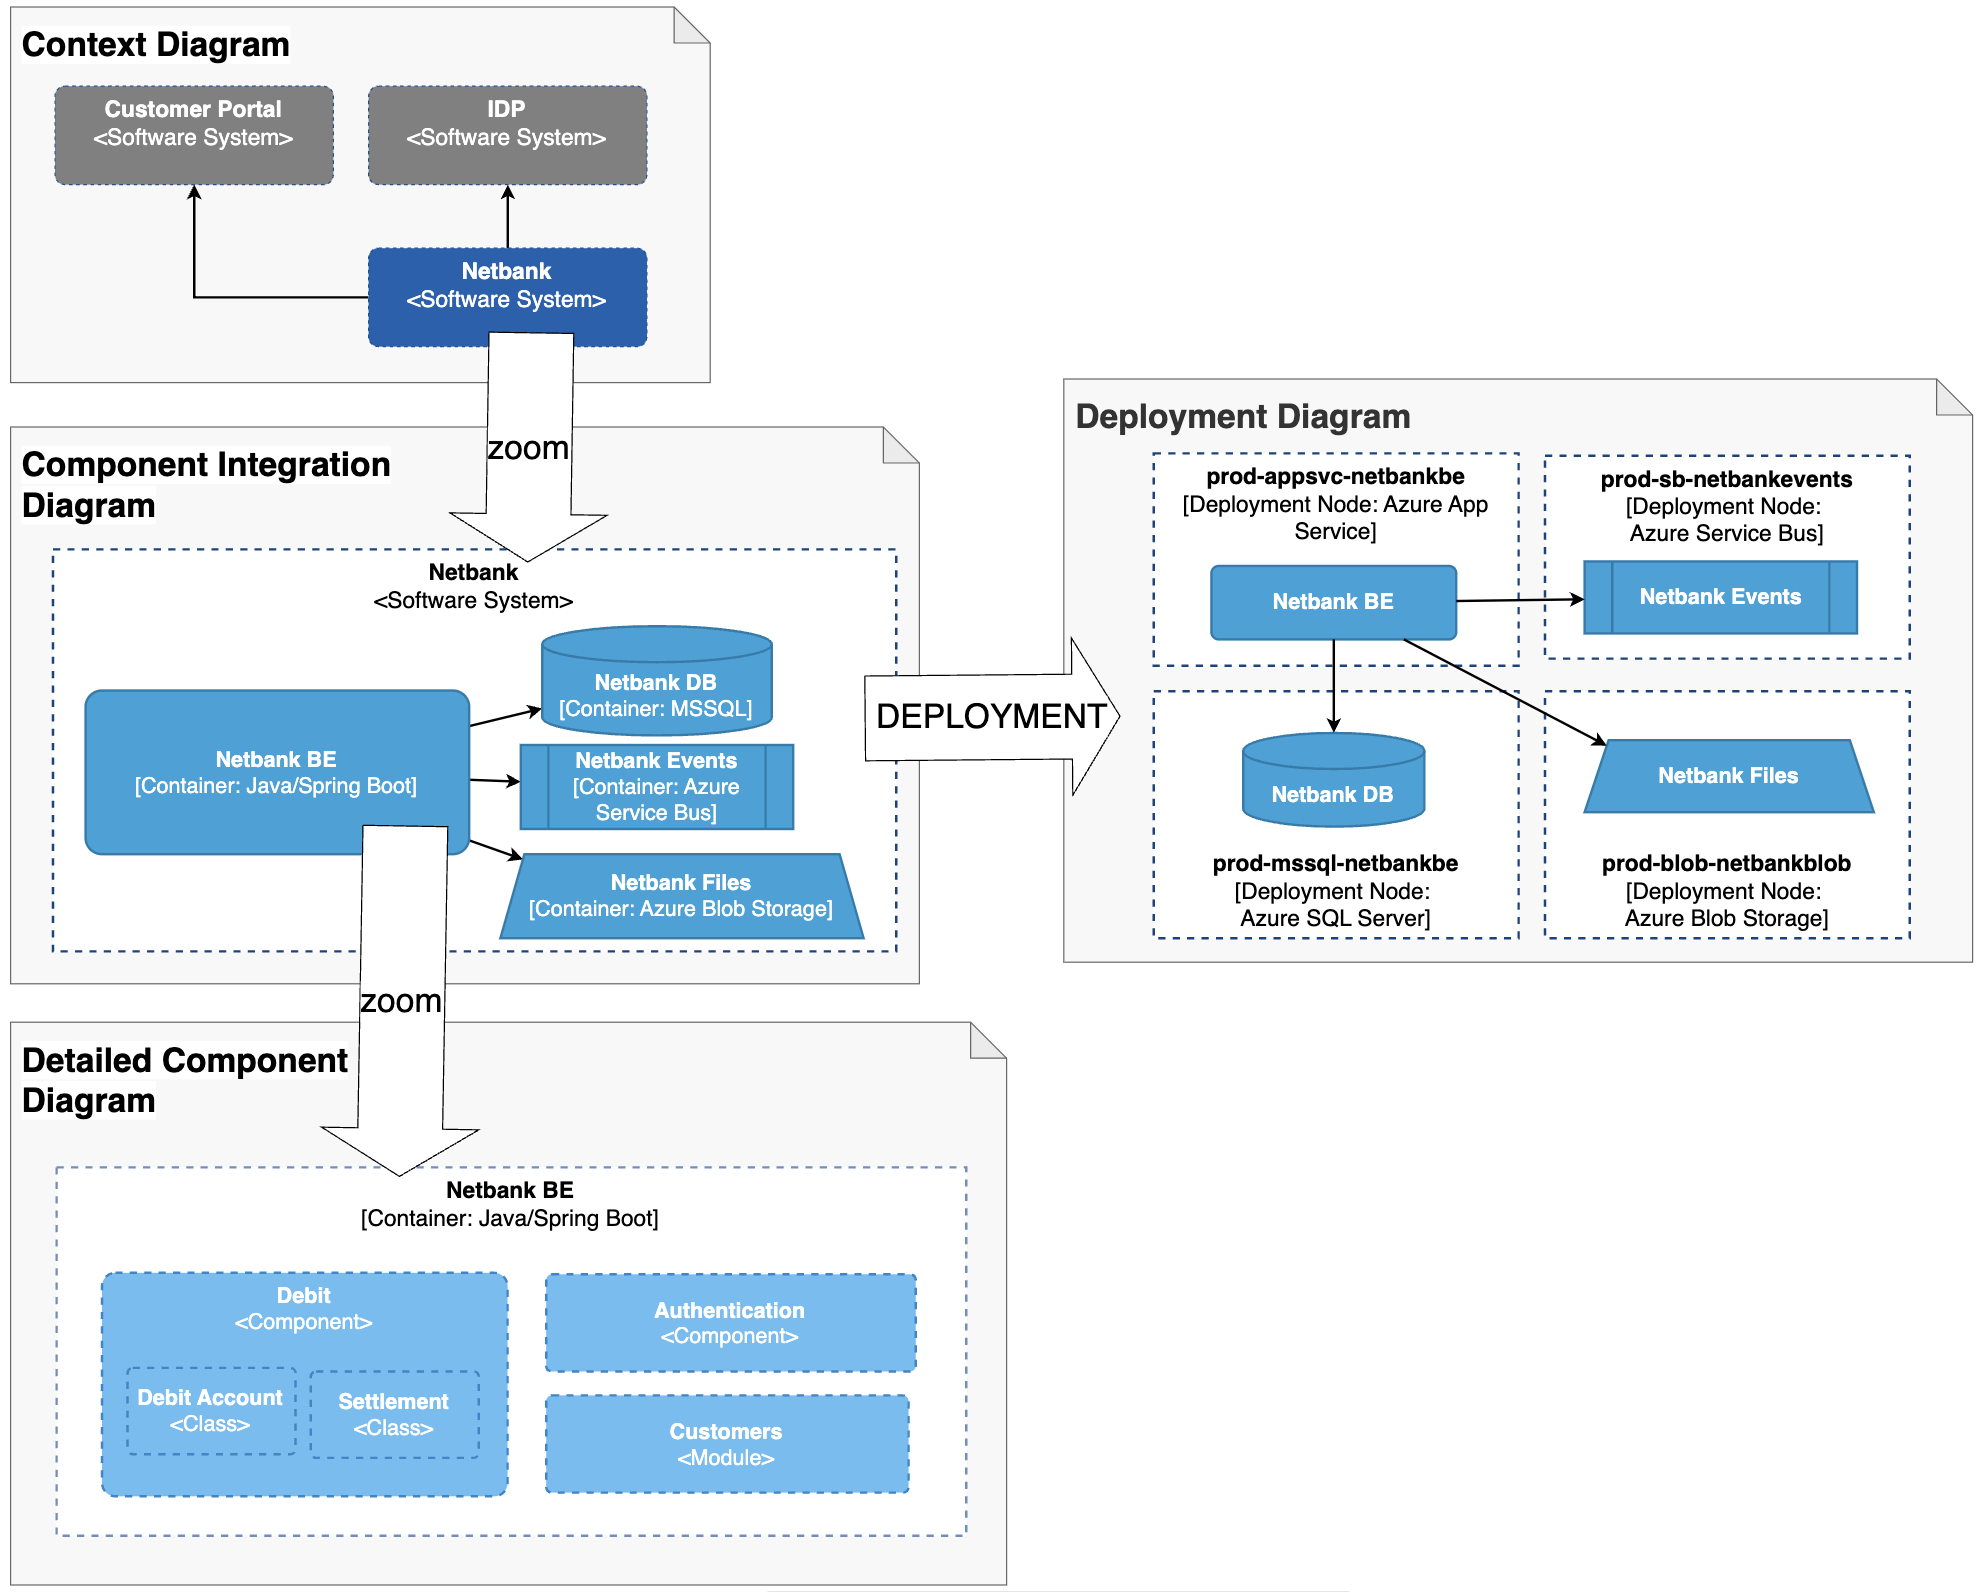 Context Diagram
Customer Portal
<Software System>
IDP
<Software System>
Netbank
<Software System>
zoom
Component Integration
Diagram
Netbank
<Software System>
Netbank BE
[Container: Java/Spring Boot]
Netbank DB
[Container: MSSQL]
Netbank Events
[Container: Azure
Service Bus]
Netbank Files
[Container: Azure Blob Storage]
DEPLOYMENT
Deployment Diagram
prod-appsvc-netbankbe
[Deployment Node: Azure App
Service]
Netbank BE
prod-sb-netbankevents
[Deployment Node:
Azure Service Bus]
Netbank Events
Netbank DB
prod-mssql-netbankbe
[Deployment Node:
Azure SQL Server]
Netbank Files
prod-blob-netbankblob
[Deployment Node:
Azure Blob Storage]
zoom
Detailed Component
Diagram
Netbank BE
[Container: Java/Spring Boot]
Debit
<Component>
Debit Account
<Class>
Settlement
<Class>
Authentication
<Component>
Customers
<Module>